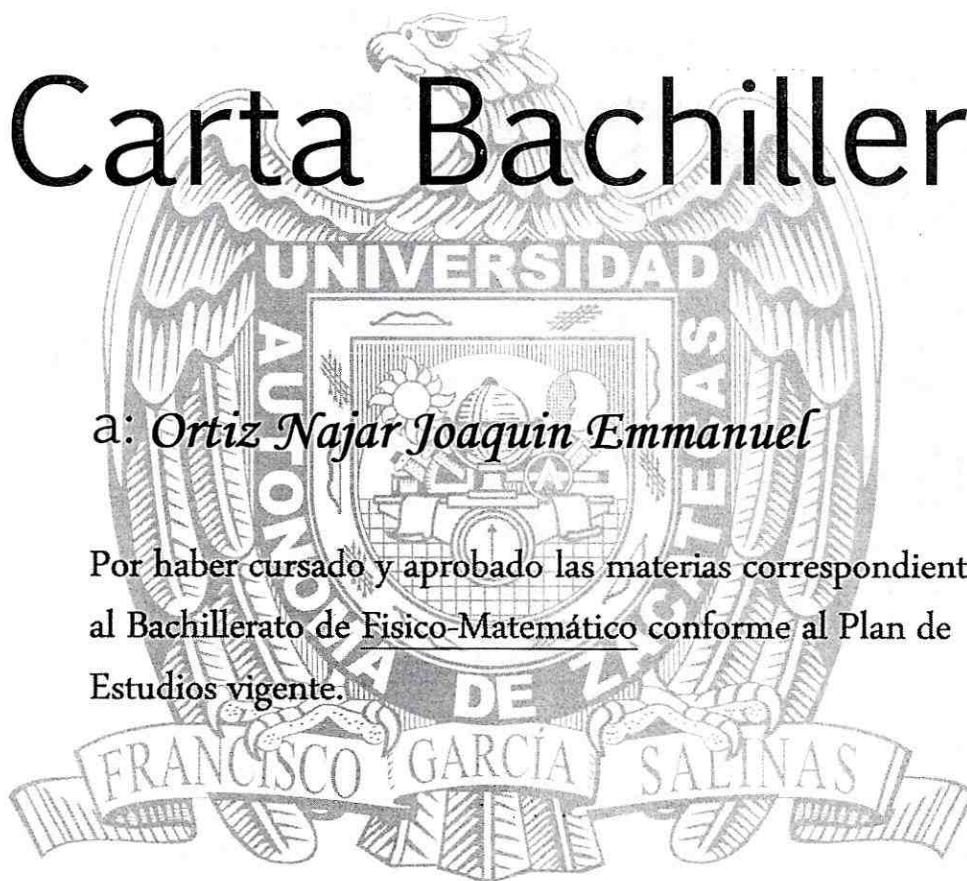 Carta Bachiller
UNIVERSIDAD
AUTONOMA DE ZACATECAS
a: Ortiz Najar Joaquin Emmanuel
Por haber cursado y aprobado las materias correspondient
al Bachillerato de Fisico-Matemático conforme al Plan de
Estudios vigente.
FRANCISCO GARCÍA SALINAS